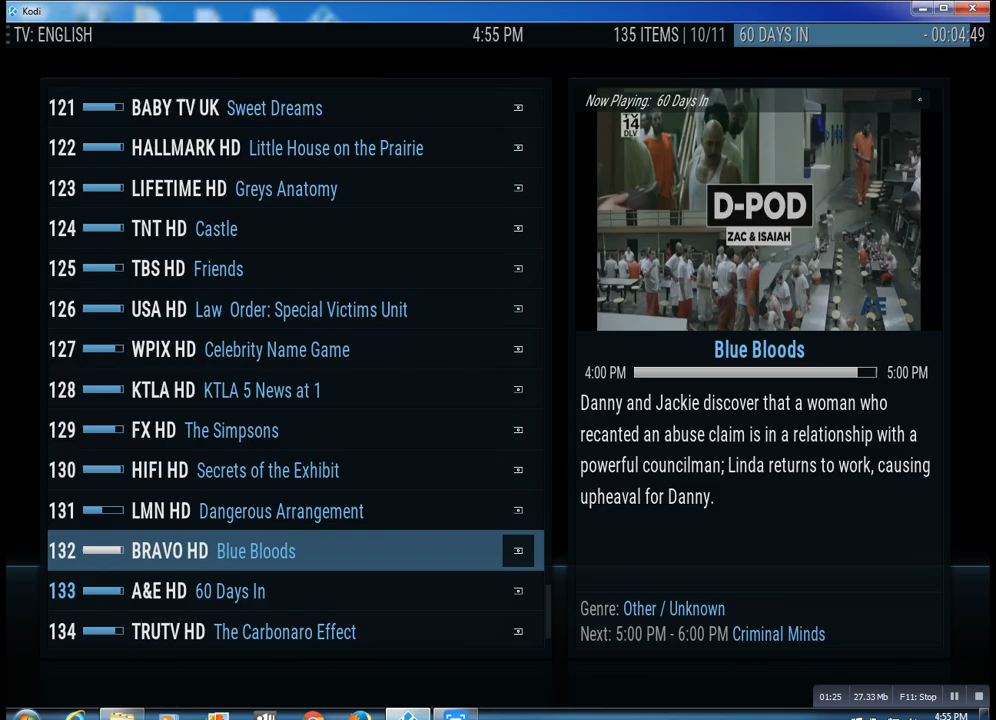 Kodi
TV: ENGLISH
4:55 PM
135 ITEMS | 10/11
60 DAYS IN
- 00:04:49
121 BABY TV UK Sweet Dreams
122 HALLMARK HD Little House on the Prairie
123 LIFETIME HD Greys Anatomy
124 TNT HD Castle
125 TBS HD Friends
126 USA HD Law Order: Special Victims Unit
127 WPIX HD Celebrity Name Game
128 KTLA HD KTLA 5 News at 1
129 FX HD The Simpsons
130 HIFI HD Secrets of the Exhibit
131 LMN HD Dangerous Arrangement
132 BRAVO HD Blue Bloods
133 A&E HD 60 Days In
134 TRUTV HD The Carbonaro Effect
Now Playing: 60 Days In
TV
14
DLV
D-POD
ZAC & ISAIAH
A+E
Blue Bloods
4:00 PM 5:00 PM
Danny and Jackie discover that a woman who
recanted an abuse claim is in a relationship with a
powerful councilman; Linda returns to work, causing
upheaval for Danny.
Genre: Other / Unknown
Next: 5:00 PM - 6:00 PM Criminal Minds
01:25 27.33 Mb F11: Stop
4:55 PM